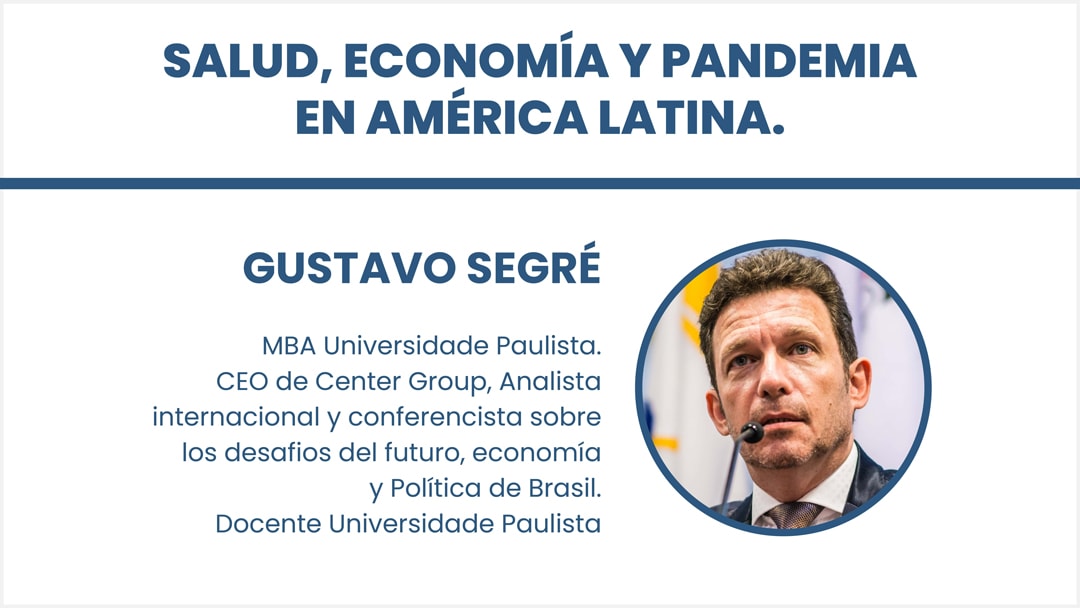 SALUD, ECONOMÍA Y PANDEMIA
EN AMÉRICA LATINA.
GUSTAVO SEGRÉ
MBA Universidade Paulista.
CEO de Center Group, Analista
internacional y conferencista sobre
los desafios del futuro, economía
y Política de Brasil.
Docente Universidade Paulista